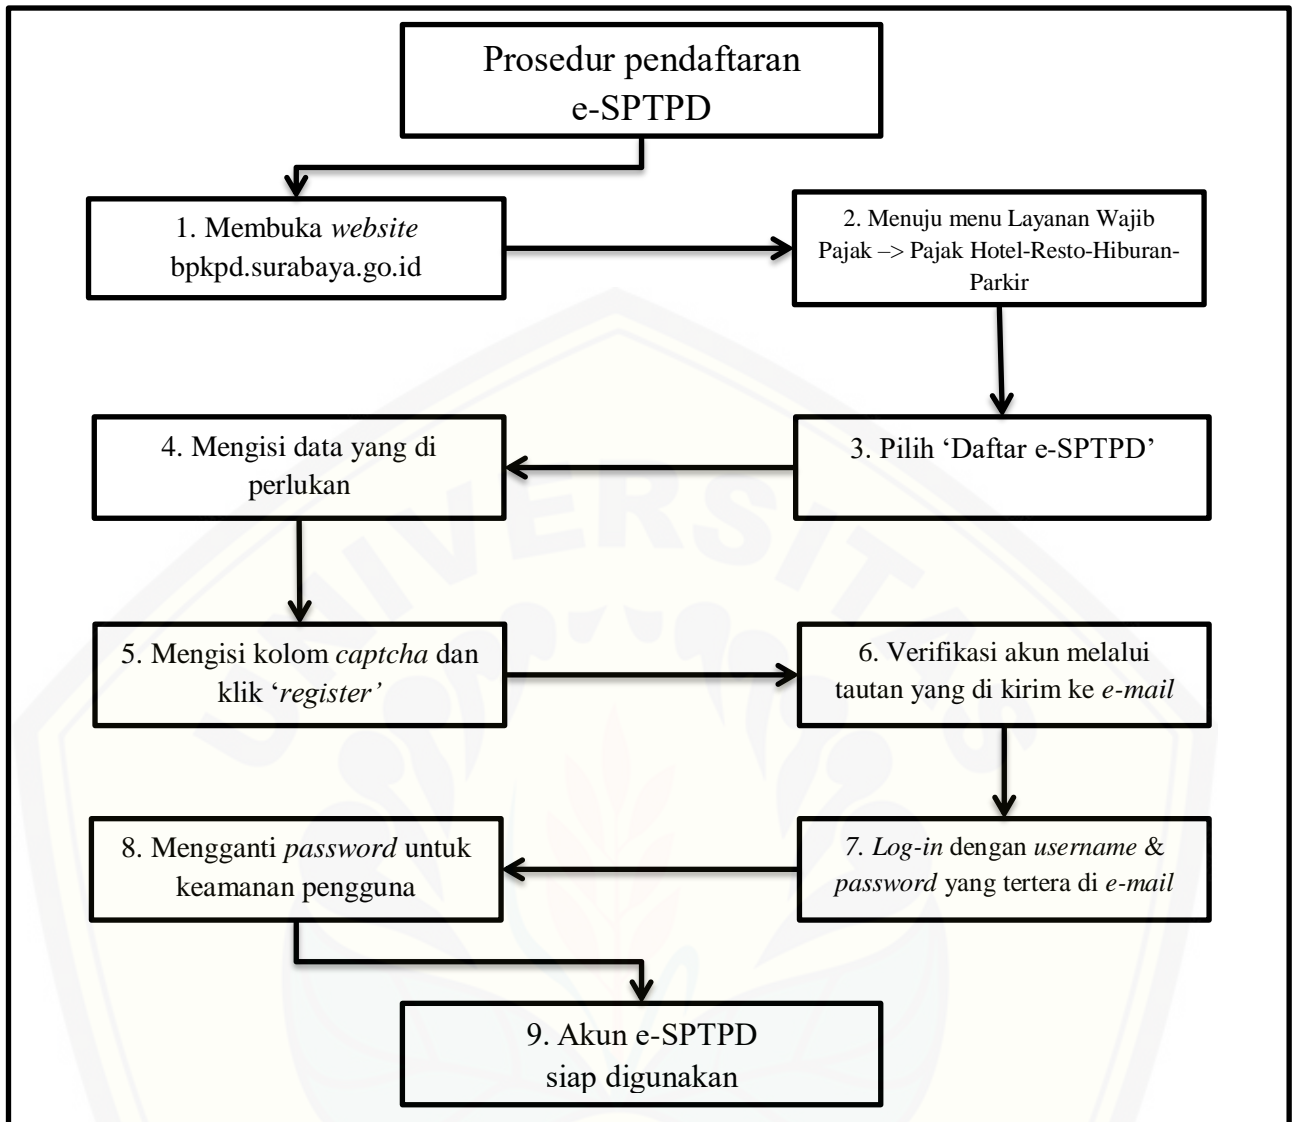 Prosedur pendaftaran
e-SPTPD
1. Membuka website
bpkpd.surabaya.go.id
2. Menuju menu Layanan Wajib
Pajak –> Pajak Hotel-Resto-Hiburan-
Parkir
3. Pilih ‘Daftar e-SPTPD’
4. Mengisi data yang di
perlukan
5. Mengisi kolom captcha dan
klik ‘register’
6. Verifikasi akun melalui
tautan yang di kirim ke e-mail
7. Log-in dengan username &
password yang tertera di e-mail
8. Mengganti password untuk
keamanan pengguna
9. Akun e-SPTPD
siap digunakan
UNIVERSITAS